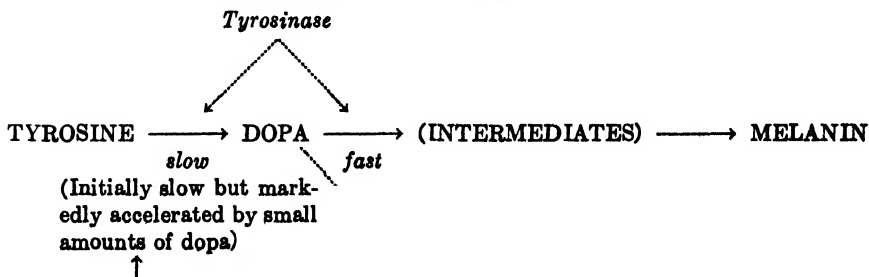 Tyrosinase
TYROSINE DOPA (INTERMEDIATES) MELANIN
slow fast
(Initially slow but mark-
edly accelerated by small
amounts of dopa)